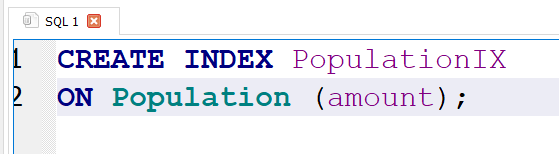 SQL 1
1 CREATE INDEX PopulationIX
2 ON Population (amount);